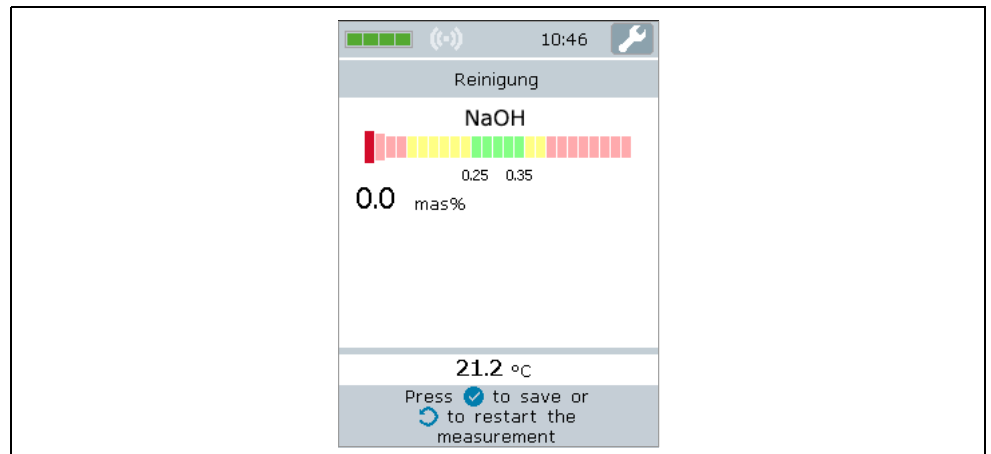 10:46
Reinigung
NaOH
0.25 0.35
0.0 mas%
21.2 °C
Press to save or
to restart the
measurement